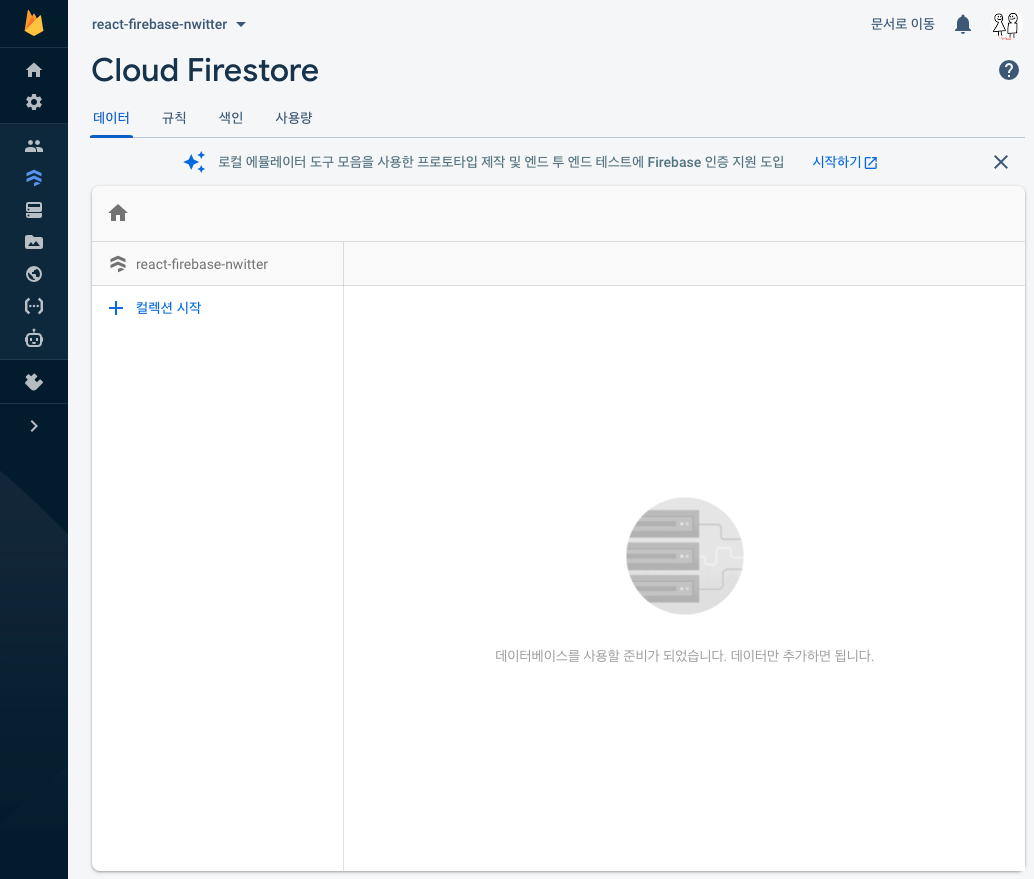 react-firebase-nwitter
문서로 이동
Cloud Firestore
데이터 규칙 색인 사용량
로컬 에뮬레이터 도구 모음을 사용한 프로토타입 제작 및 엔드 투 엔드 테스트에 Firebase 인증 지원 도입 시작하기
react-firebase-nwitter
컬렉션 시작
데이터베이스를 사용할 준비가 되었습니다. 데이터만 추가하면 됩니다.